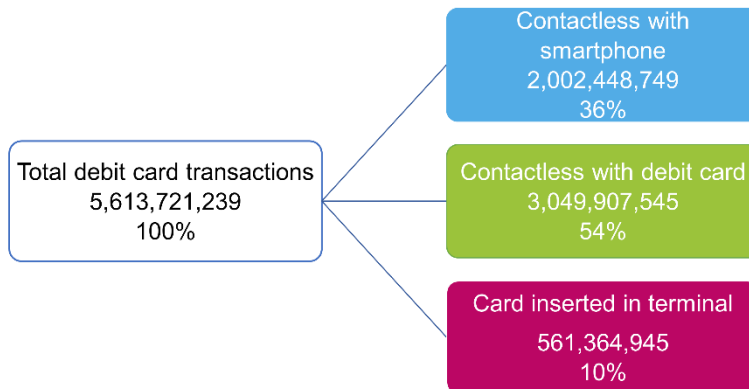 Total debit card transactions
5,613,721,239
100%
Contactless with
smartphone
2,002,448,749
36%
Contactless with debit card
3,049,907,545
54%
Card inserted in terminal
561,364,945
10%